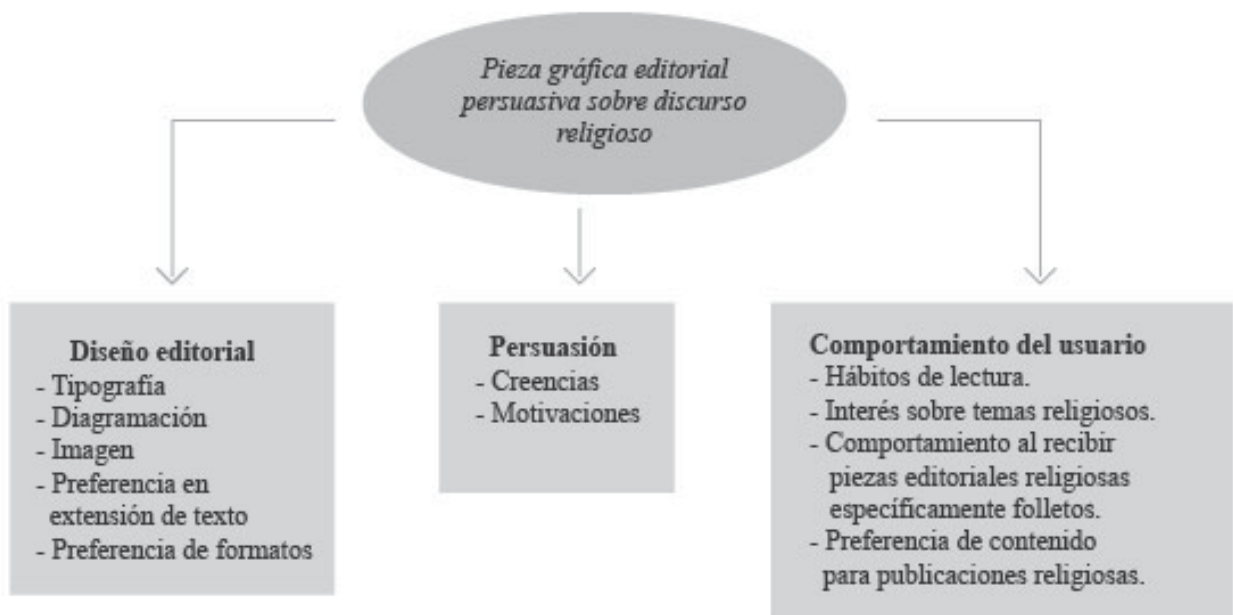 Pieza gráfica editorial
persuasiva sobre discurso
religioso
Diseño editorial
- Tipografía
- Diagramación
- Imagen
- Preferencia en
extensión de texto
- Preferencia de formatos
Persuasión
- Creencias
- Motivaciones
Comportamiento del usuario
- Hábitos de lectura.
- Interés sobre temas religiosos.
- Comportamiento al recibir
piezas editoriales religiosas
específicamente folletos.
- Preferencia de contenido
para publicaciones religiosas.